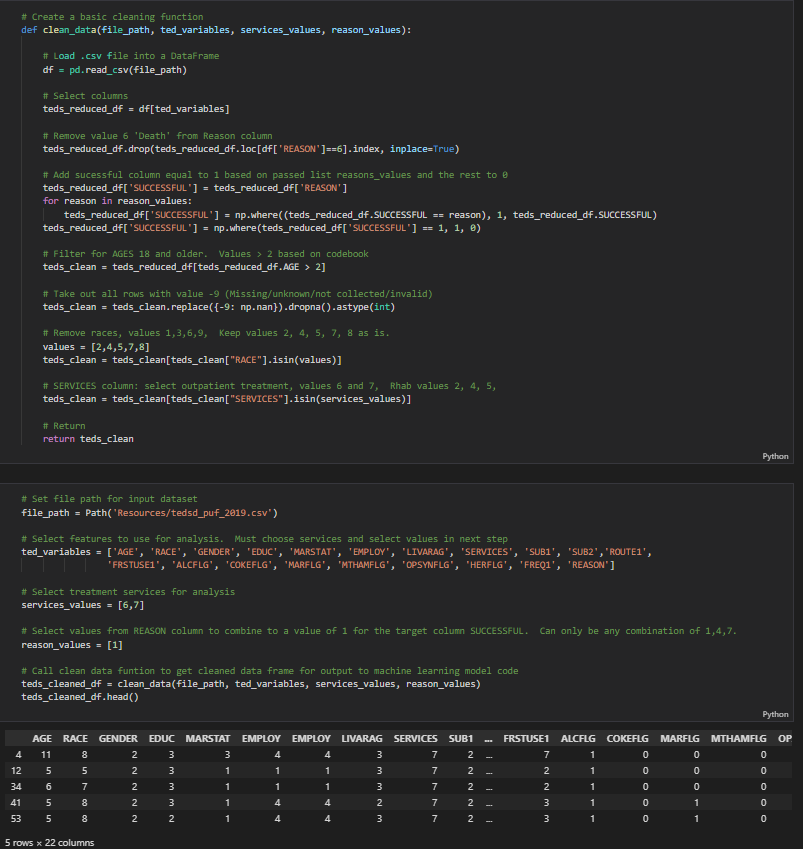 # Create a basic cleaning function
def clean_data(file_path, ted_variables, services_values, reason_values):
# Load .csv file into a DataFrame
df = pd.read_csv(file_path)
# Select columns
teds_reduced_df = df[ted_variables]
# Remove value 6 'Death' from Reason column
teds_reduced_df.drop(teds_reduced_df.loc[df['REASON']==6].index, inplace=True)
# Add sucessful column equal to 1 based on passed list reasons_values and the rest to 0
teds_reduced_df['SUCCESSFUL'] = teds_reduced_df['REASON']
for reason in reason_values:
teds_reduced_df['SUCCESSFUL'] = np.where((teds_reduced_df.SUCCESSFUL == reason), 1, teds_reduced_df.SUCCESSFUL)
teds_reduced_df['SUCCESSFUL'] = np.where(teds_reduced_df['SUCCESSFUL'] == 1, 1, 0)
# Filter for AGES 18 and older.  Values > 2 based on codebook
teds_clean = teds_reduced_df[teds_reduced_df.AGE > 2]
# Take out all rows with value -9 (Missing/unknown/not collected/invalid)
teds_clean = teds_clean.replace({-9: np.nan}).dropna().astype(int)
# Remove races, values 1,3,6,9,  Keep values 2, 4, 5, 7, 8 as is.
values = [2,4,5,7,8]
teds_clean = teds_clean[teds_clean["RACE"].isin(values)]
# SERVICES column: select outpatient treatment, values 6 and 7,  Rhab values 2, 4, 5,
teds_clean = teds_clean[teds_clean["SERVICES"].isin(services_values)]
# Return
return teds_clean
Python
# Set file path for input dataset
file_path = Path('Resources/tedsd_puf_2019.csv')
# Select features to use for analysis.  Must choose services and select values in next step
ted_variables = ['AGE', 'RACE', 'GENDER', 'EDUC', 'MARSTAT', 'EMPLOY', 'EMPLOY', 'LIVARAG', 'SERVICES', 'SUB1', 'SUB2','ROUTE1',
'FRSTUSE1', 'ALCFLG', 'COKEFLG', 'MARFLG', 'MTHAMFLG', 'OPSYNFLG', 'HERFLG', 'FREQ1', 'REASON']
# Select treatment services for analysis
services_values = [6,7]
# Select values from REASON column to combine to a value of 1 for the target column SUCCESSFUL.  Can only be any combination of 1,4,7.
reason_values = [1]
# Call clean data funtion to get cleaned data frame for output to machine learning model code
teds_cleaned_df = clean_data(file_path, ted_variables, services_values, reason_values)
teds_cleaned_df.head()
Python
AGE RACE GENDER EDUC MARSTAT EMPLOY EMPLOY LIVARAG SERVICES SUB1 ... FRSTUSE1 ALCFLG COKEFLG MARFLG MTHAMFLG OP
4 11 8 2 3 3 4 4 3 7 2 ... 7 1 0 0 0
12 5 5 2 3 1 1 1 3 7 2 ... 2 1 0 0 0
34 6 7 2 3 1 1 1 3 7 2 ... 2 1 0 0 0
41 5 8 2 3 1 4 4 2 7 2 ... 3 1 0 1 0
53 5 8 2 2 1 4 4 3 7 2 ... 3 1 0 1 0
5 rows × 22 columns